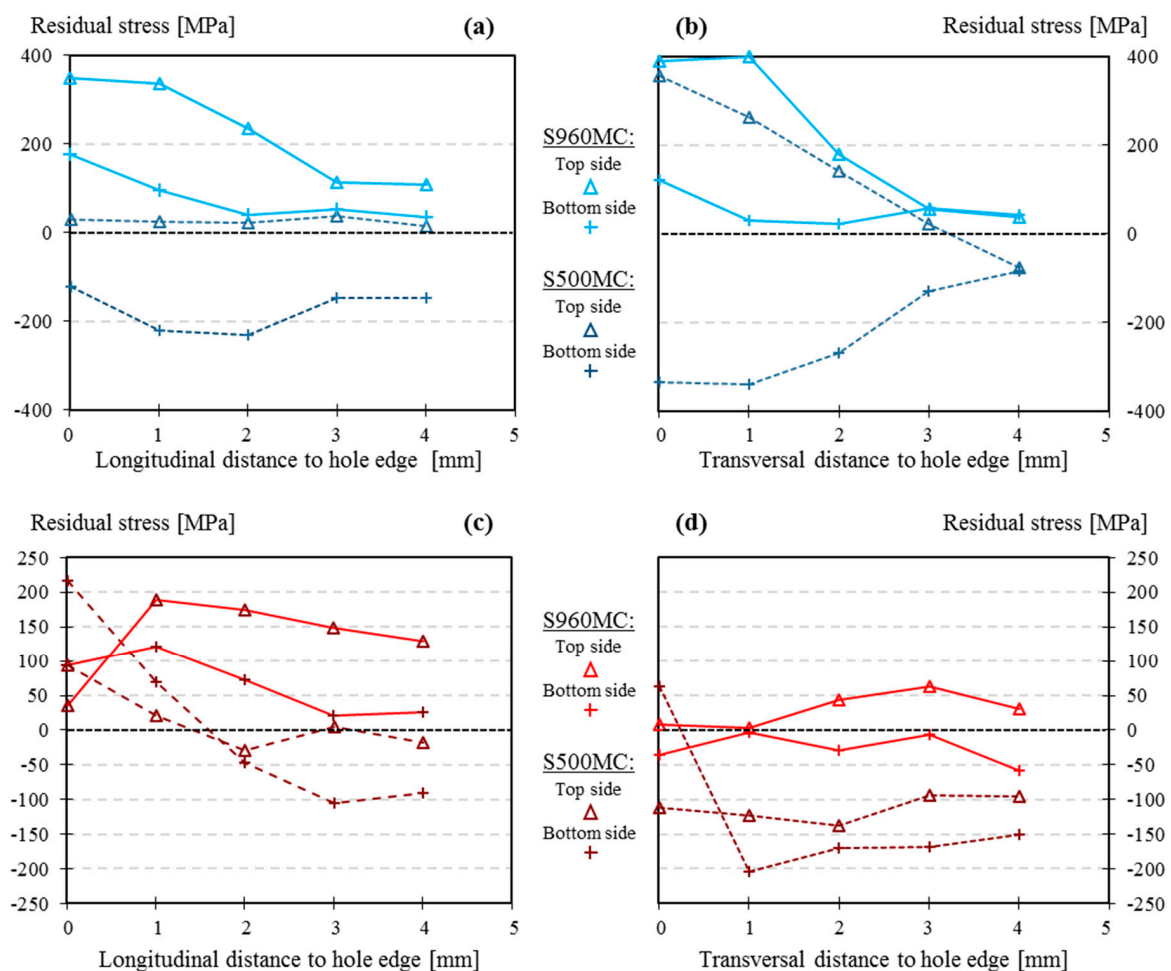 Residual stress [MPa]
(a)
400
200
0
-200
-400
0 1 2 3 4 5
Longitudinal distance to hole edge [mm]
(b)
Residual stress [MPa]
400
200
0
-200
-400
0 1 2 3 4 5
Transversal distance to hole edge [mm]
S960MC:
Top side
Bottom side
S500MC:
Top side
Bottom side
Residual stress [MPa]
(c)
250
200
150
100
50
0
-50
-100
-150
-200
-250
0 1 2 3 4 5
Longitudinal distance to hole edge [mm]
(d)
Residual stress [MPa]
250
200
150
100
50
0
-50
-100
-150
-200
-250
0 1 2 3 4 5
Transversal distance to hole edge [mm]
S960MC:
Top side
Bottom side
S500MC:
Top side
Bottom side